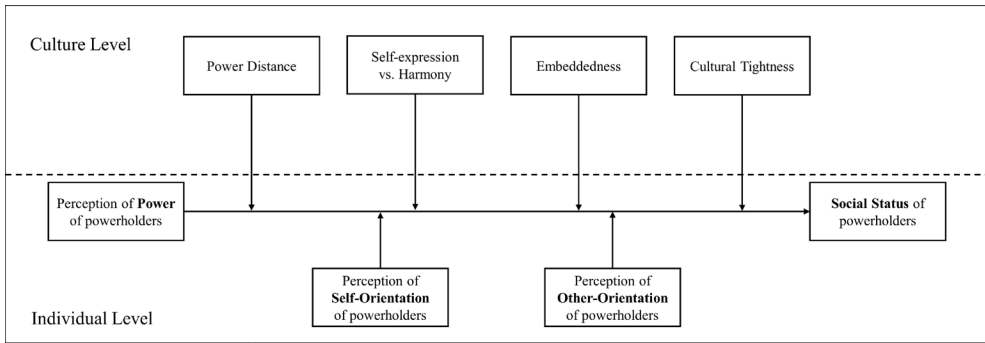 Culture Level
Power Distance
Self-expression
vs. Harmony
Embeddedness
Cultural Tightness
Perception of Power
of powerholders
Social Status of
powerholders
Perception of
Self-Orientation
of powerholders
Perception of
Other-Orientation
of powerholders
Individual Level